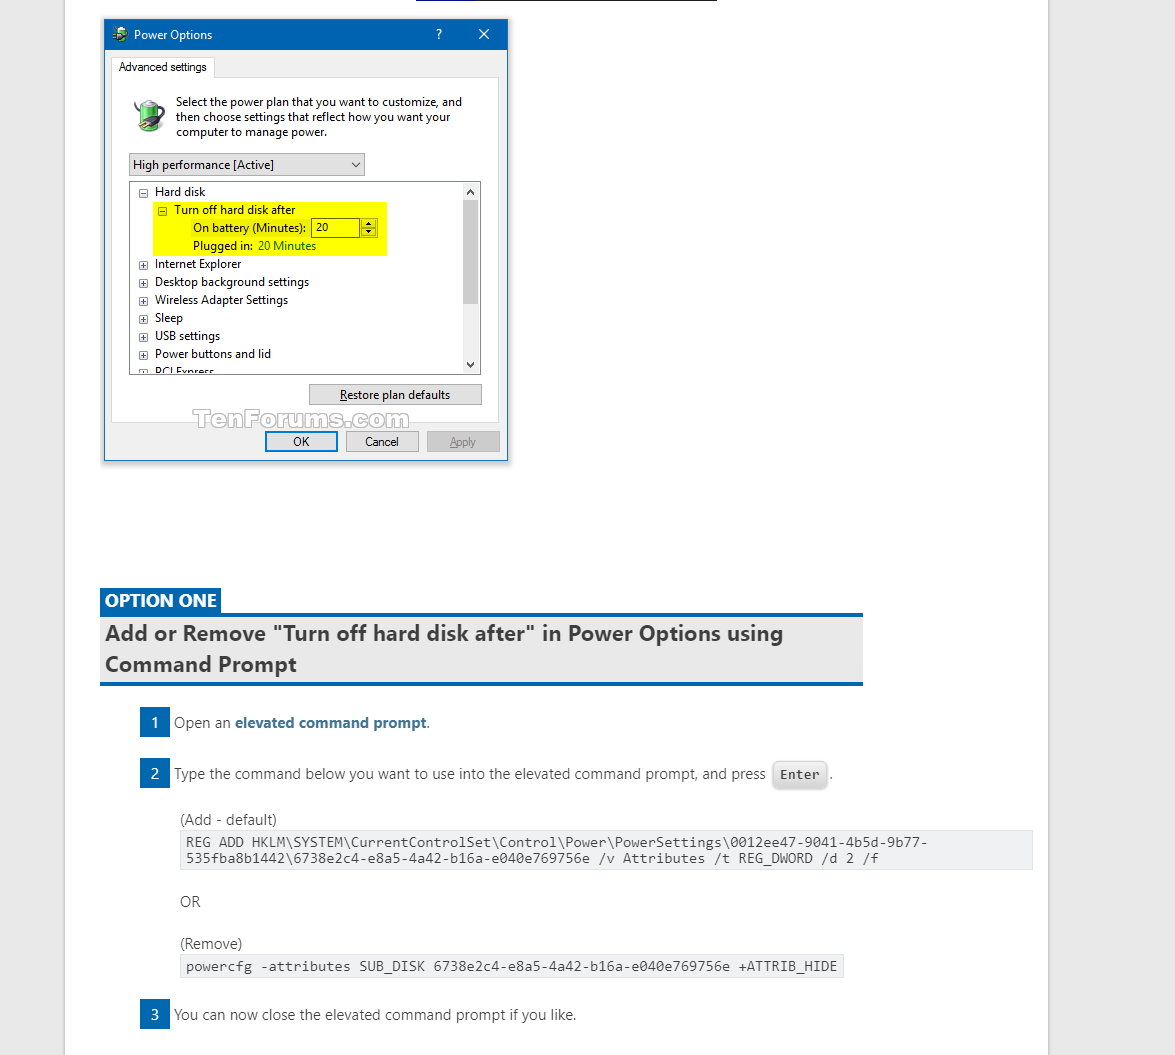 Power Options
?
Advanced settings
Select the power plan that you want to customize, and
then choose settings that reflect how you want your
computer to manage power.
High performance [Active]
Hard disk
Turn off hard disk after
On battery (Minutes): 20
Plugged in: 20 Minutes
Internet Explorer
Desktop background settings
Wireless Adapter Settings
Sleep
USB settings
Power buttons and lid
PCI Express
Restore plan defaults
TenForums.com
OK Cancel Apply
OPTION ONE
Add or Remove "Turn off hard disk after" in Power Options using
Command Prompt
1 Open an elevated command prompt.
2 Type the command below you want to use into the elevated command prompt, and press Enter .
(Add - default)
REG ADD HKLM\SYSTEM\CurrentControlSet\Control\Power\PowerSettings\0012ee47-9041-4b5d-9b77-
535fba8b1442\6738e2c4-e8a5-4a42-b16a-e040e769756e /v Attributes /t REG_DWORD /d 2 /f
OR
(Remove)
powercfg -attributes SUB_DISK 6738e2c4-e8a5-4a42-b16a-e040e769756e +ATTRIB_HIDE
3 You can now close the elevated command prompt if you like.